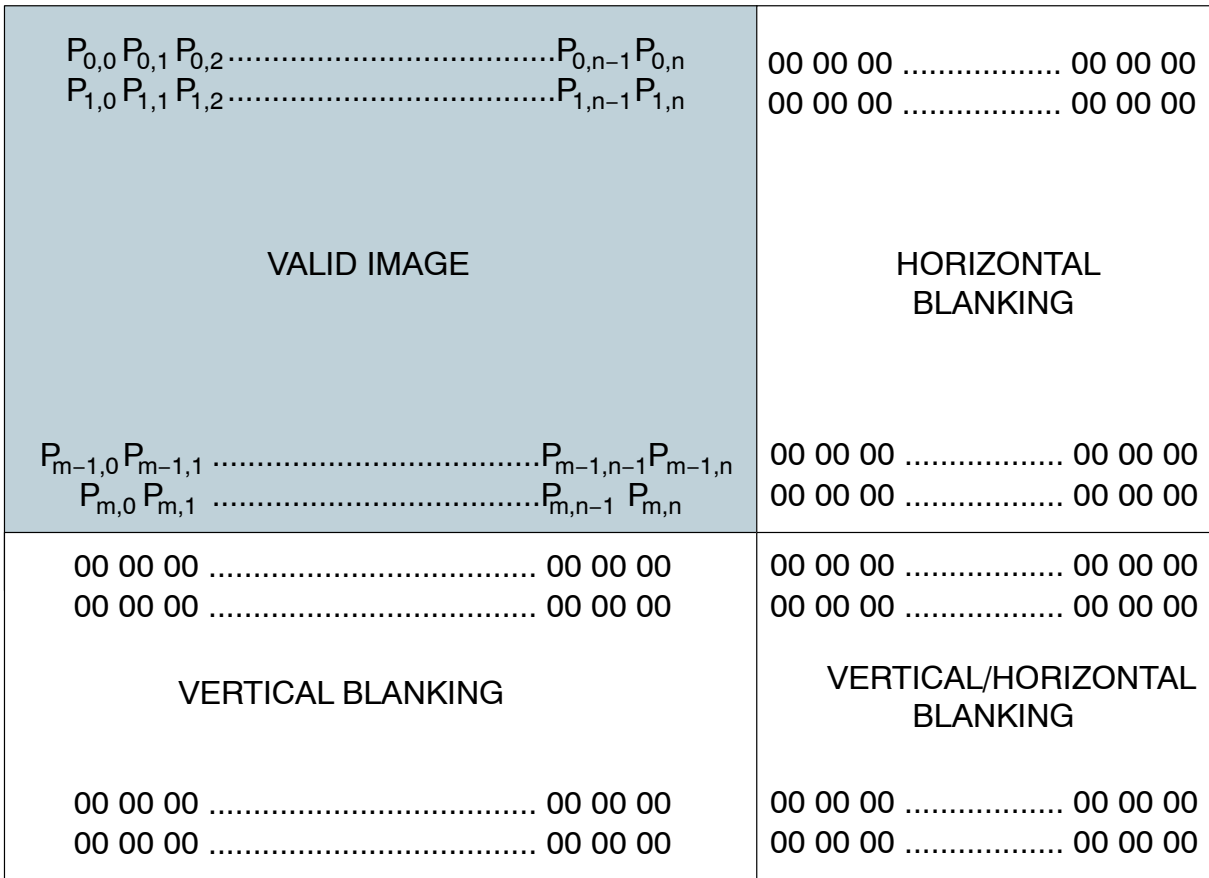 P0,0 P0,1 P0,2.....................................P0,n−1 P0,n
P1,0 P1,1 P1,2.....................................P1,n−1 P1,n
VALID IMAGE
Pm−1,0 Pm−1,1 .....................................Pm−1,n−1 Pm−1,n
Pm,0 Pm,1 .....................................Pm,n−1 Pm,n
00 00 00 .................. 00 00 00
00 00 00 .................. 00 00 00
HORIZONTAL
BLANKING
00 00 00 .................. 00 00 00
00 00 00 .................. 00 00 00
00 00 00 ..................................... 00 00 00
00 00 00 ..................................... 00 00 00
VERTICAL BLANKING
00 00 00 ..................................... 00 00 00
00 00 00 ..................................... 00 00 00
00 00 00 .................. 00 00 00
00 00 00 .................. 00 00 00
VERTICAL/HORIZONTAL
BLANKING
00 00 00 .................. 00 00 00
00 00 00 .................. 00 00 00